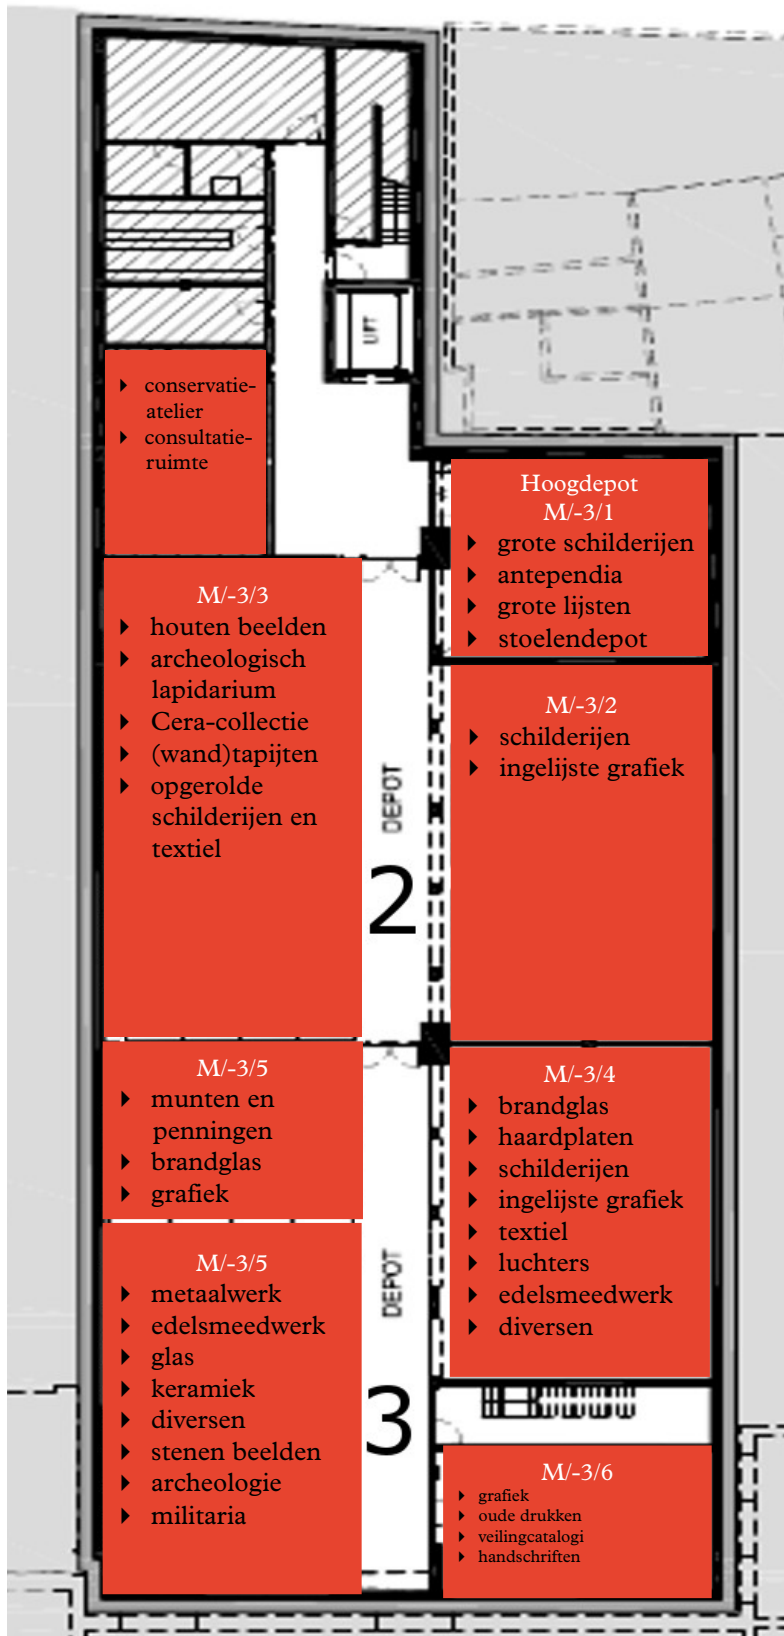 LIFT
conservatie-
atelier
consultatie-
ruimte
Hoogdepot
M/-3/1
grote schilderijen
antependia
grote lijsten
stoelendepot
M/-3/3
houten beelden
archeologisch
lapidarium
Cera-collectie
(wand)tapijten
opgerolde
schilderijen en
textiel
M/-3/2
schilderijen
ingelijste grafiek
DEPOT
2
M/-3/5
munten en
penningen
brandglas
grafiek
M/-3/4
brandglas
haardplaten
schilderijen
ingelijste grafiek
textiel
luchters
edelsmeedwerk
diversen
M/-3/5
metaalwerk
edelsmeedwerk
glas
keramiek
diversen
stenen beelden
archeologie
militaria
DEPOT
3
M/-3/6
grafiek
oude drukken
veilingcatalogi
handschriften